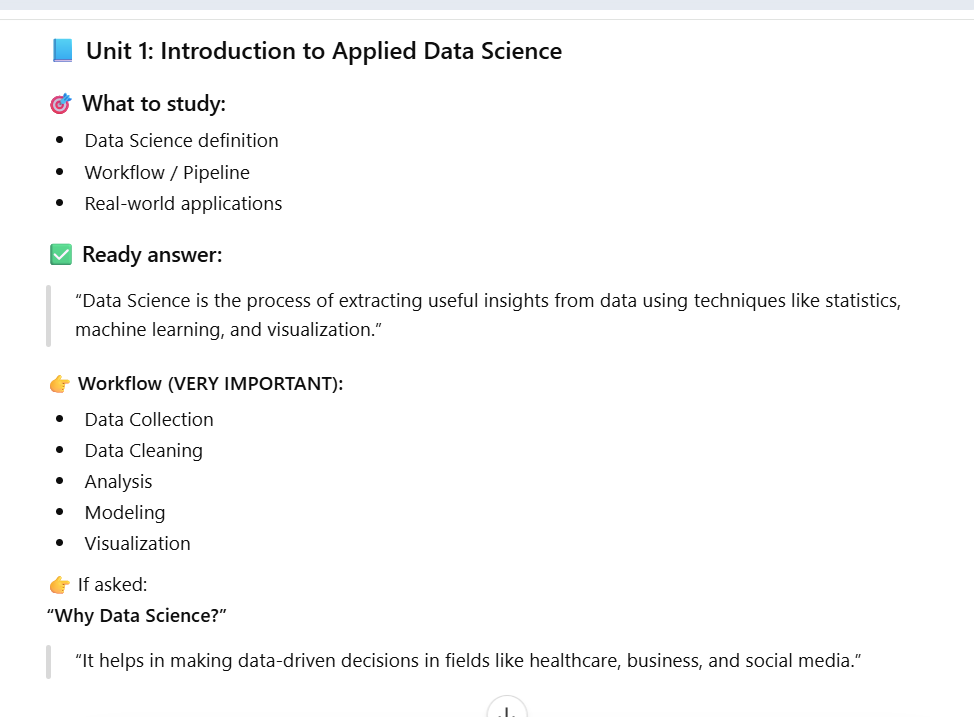 📘 Unit 1: Introduction to Applied Data Science
🎯 What to study:
• Data Science definition
• Workflow / Pipeline
• Real-world applications
✅ Ready answer:
“Data Science is the process of extracting useful insights from data using techniques like statistics,
machine learning, and visualization.”
👉 Workflow (VERY IMPORTANT):
• Data Collection
• Data Cleaning
• Analysis
• Modeling
• Visualization
👉 If asked:
“Why Data Science?”
“It helps in making data-driven decisions in fields like healthcare, business, and social media.”